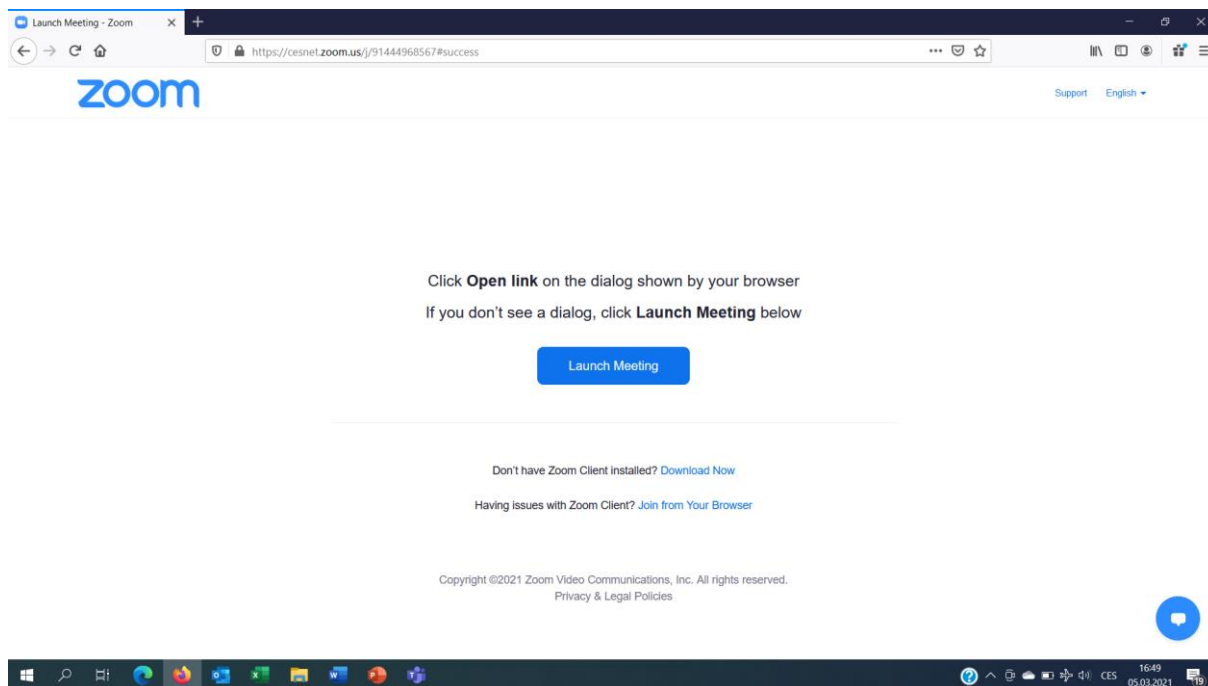 Launch Meeting - Zoom
https://cesnet.zoom.us/j/91444968567#success
zoom
Support English
Click Open link on the dialog shown by your browser
If you don't see a dialog, click Launch Meeting below
Launch Meeting
Don't have Zoom Client installed? Download Now
Having issues with Zoom Client? Join from Your Browser
Copyright ©2021 Zoom Video Communications, Inc. All rights reserved.
Privacy & Legal Policies
CES
16:49
05.03.2021
19